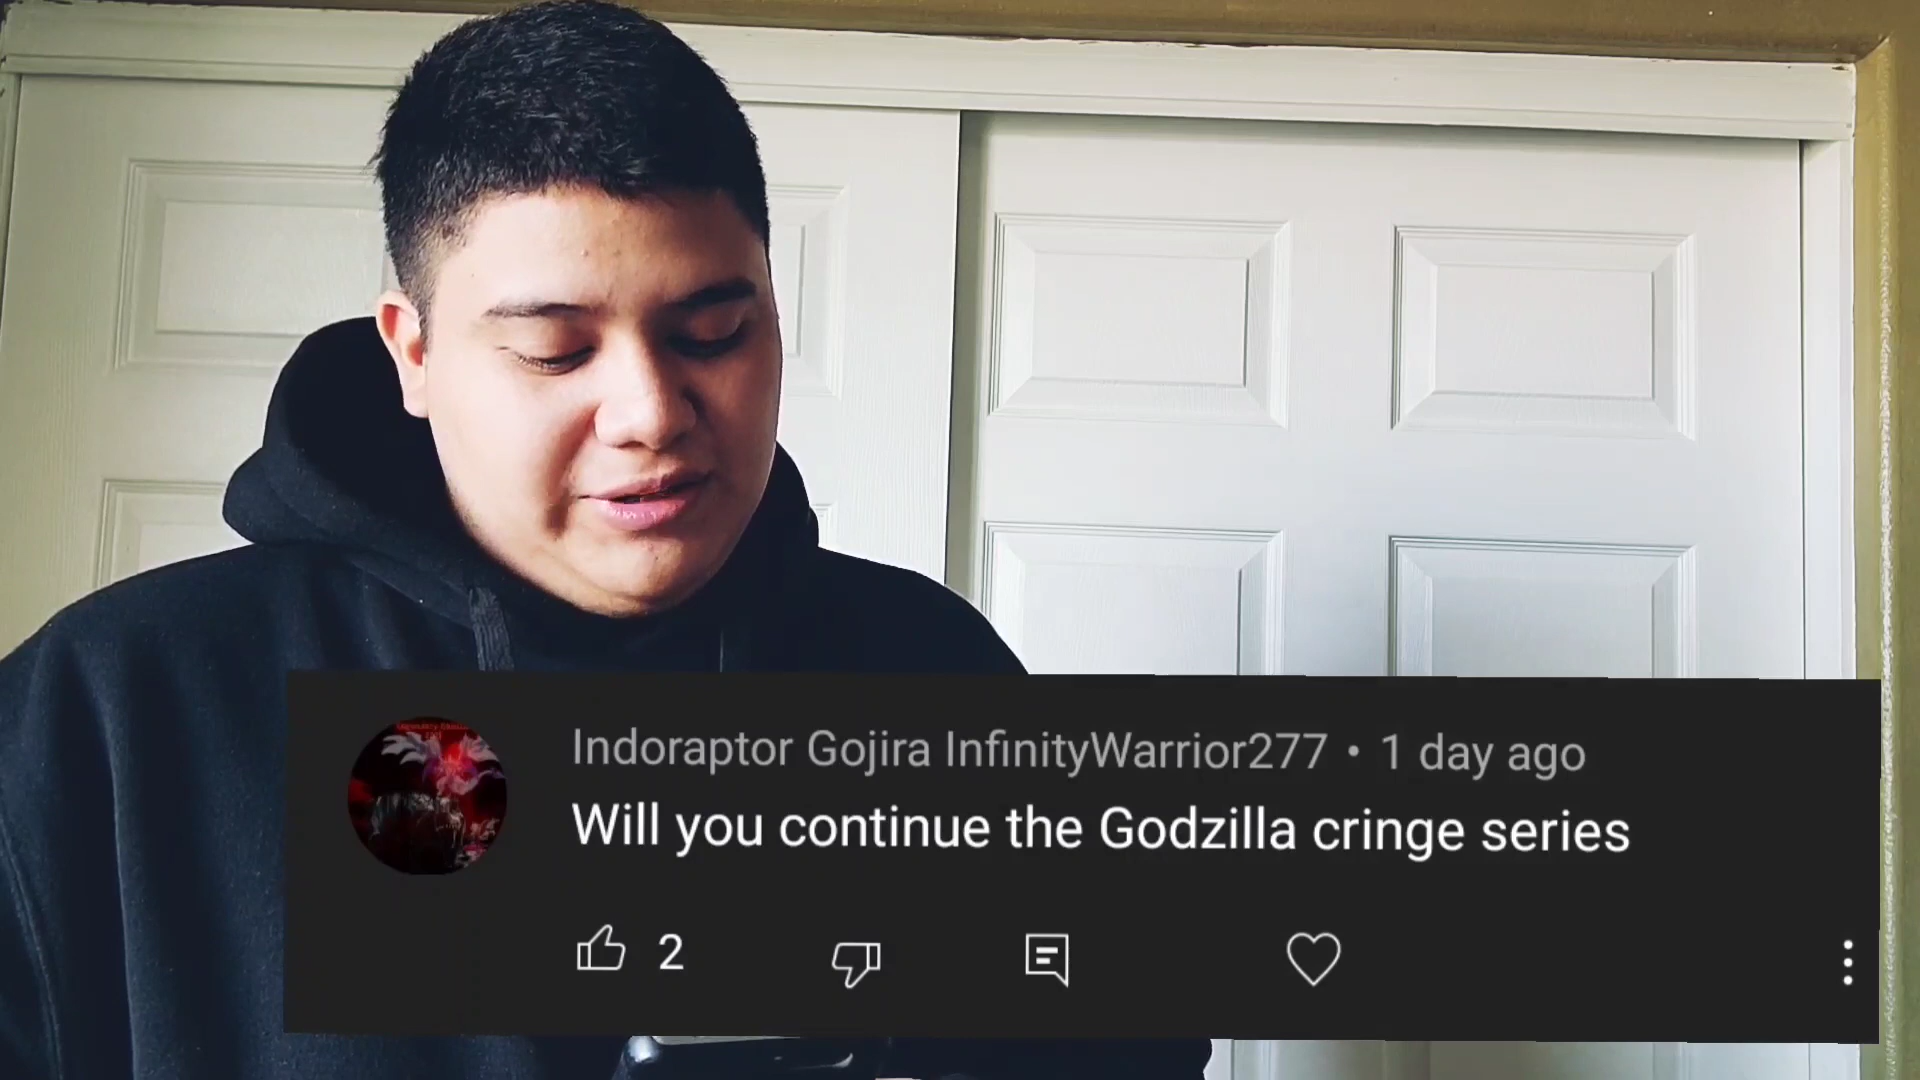 Indoraptor Gojira InfinityWarrior277 • 1 day ago
Will you continue the Godzilla cringe series
2